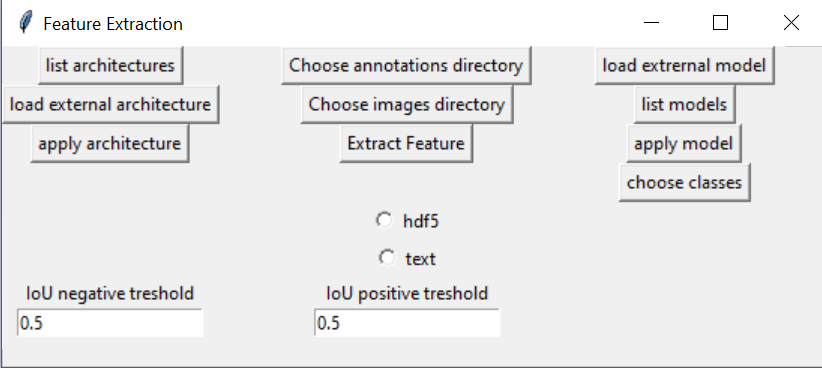 Feature Extraction
list architectures
Choose annotations directory
load extrernal model
load external architecture
Choose images directory
list models
apply architecture
Extract Feature
apply model
choose classes
hdf5
text
IoU negative treshold
IoU positive treshold
0.5
0.5